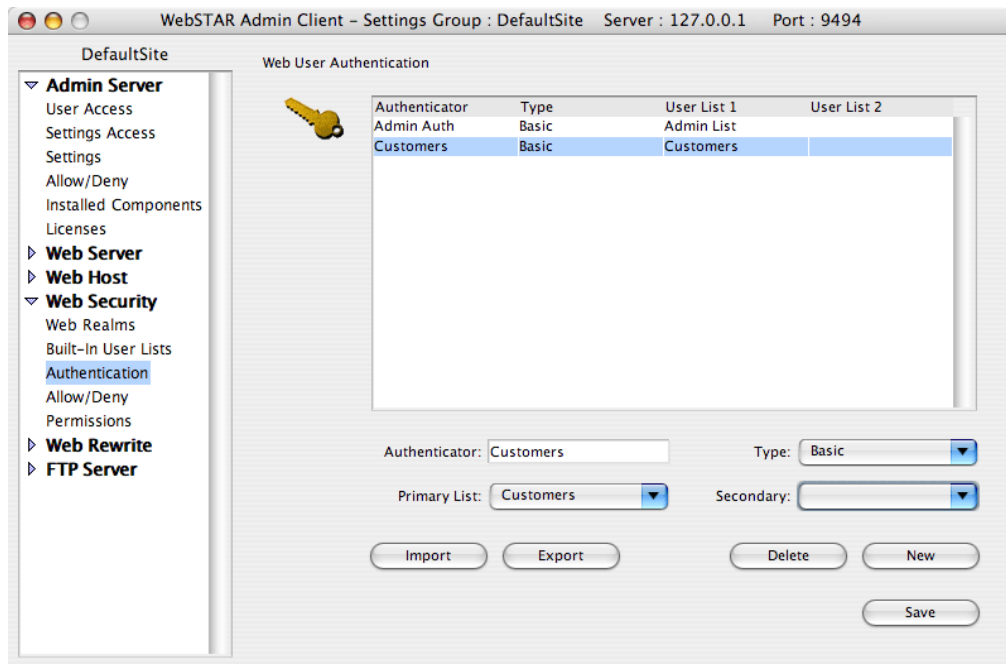 WebSTAR Admin Client – Settings Group : DefaultSite Server : 127.0.0.1 Port : 9494
DefaultSite
Admin Server
User Access
Settings Access
Settings
Allow/Deny
Installed Components
Licenses
Web Server
Web Host
Web Security
Web Realms
Built-In User Lists
Authentication
Allow/Deny
Permissions
Web Rewrite
FTP Server
Web User Authentication
Authenticator Type User List 1 User List 2
Admin Auth Basic Admin List
Customers Basic Customers
Authenticator: Customers Type: Basic
Primary List: Customers Secondary:
Import Export Delete New
Save